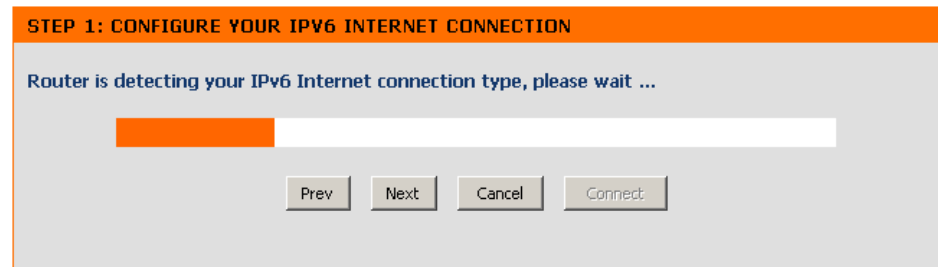 STEP 1: CONFIGURE YOUR IPV6 INTERNET CONNECTION
Router is detecting your IPv6 Internet connection type, please wait ...
Prev Next Cancel Connect